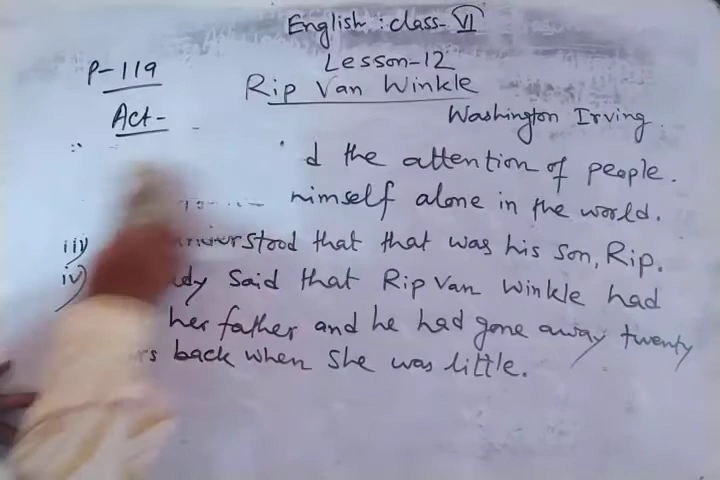 English : class-VI
Lesson-12
P-119
Rip Van Winkle
Act-
Washington Irving
the attention of people.
himself alone in the world.
iii) understood that that was his son, Rip.
iv) said that Rip Van Winkle had
her father and he had gone away twenty
back when she was little.